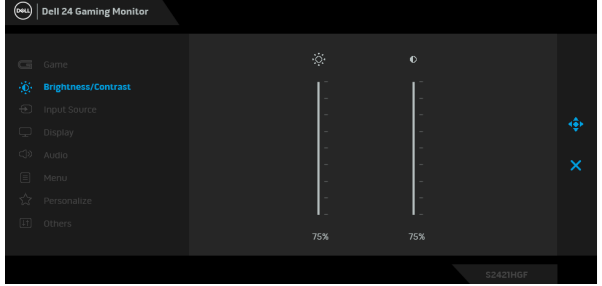 DELL Dell 24 Gaming Monitor
Game
Brightness/Contrast
Input Source
Display
Audio
Menu
Personalize
Others
75% 75%
S2421HGF